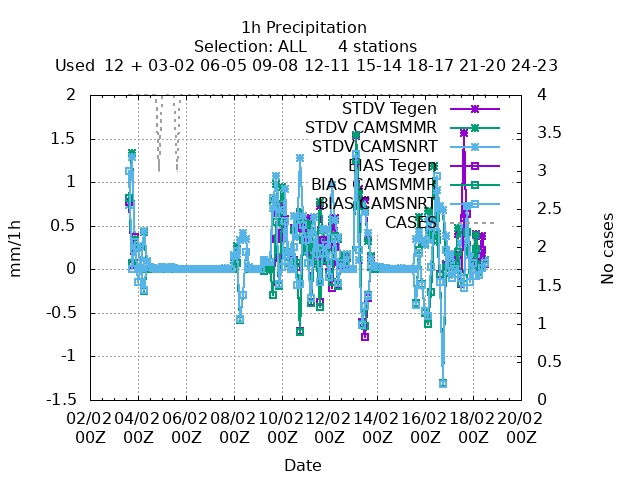 1h Precipitation
Selection: ALL 4 stations
Used 12 + 03-02 06-05 09-08 12-11 15-14 18-17 21-20 24-23
2
1.5
1
0.5
0
-0.5
-1
-1.5
mm/1h
4
3.5
3
2.5
2
1.5
1
0.5
0
No cases
STDV Tegen
STDV CAMSMMR
STDV CAMSNRT
BIAS Tegen
BIAS CAMSMMR
BIAS CAMSNRT
CASES
02/02 04/02 06/02 08/02 10/02 12/02 14/02 16/02 18/02 20/02
00Z 00Z 00Z 00Z 00Z 00Z 00Z 00Z 00Z 00Z
Date